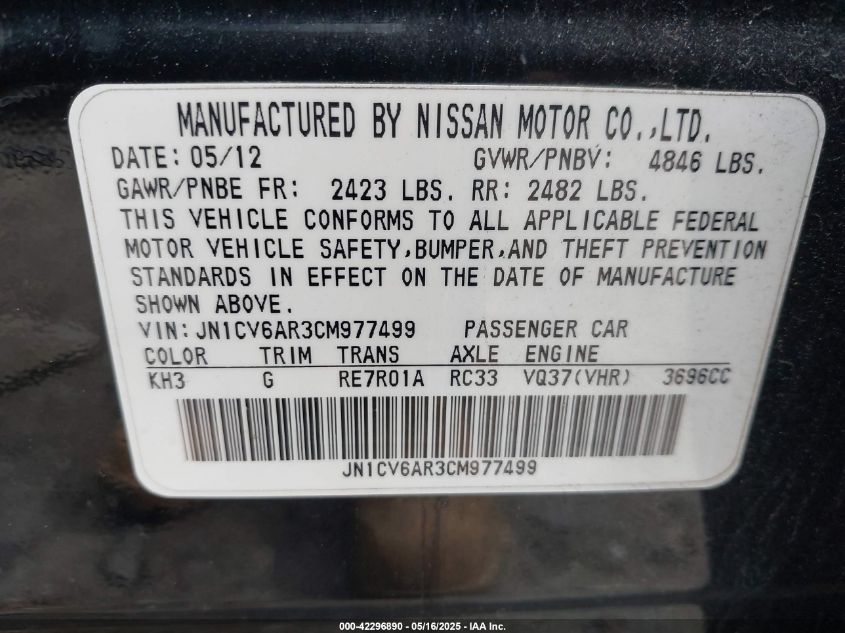 MANUFACTURED BY NISSAN MOTOR CO.,LTD.
DATE: 05/12 GVWR/PNBV: 4846 LBS.
GAWR/PNBE FR: 2423 LBS. RR: 2482 LBS.
THIS VEHICLE CONFORMS TO ALL APPLICABLE FEDERAL
MOTOR VEHICLE SAFETY,BUMPER,AND THEFT PREVENTION
STANDARDS IN EFFECT ON THE DATE OF MANUFACTURE
SHOWN ABOVE.
VIN: JN1CV6AR3CM977499 PASSENGER CAR
COLOR TRIM TRANS AXLE ENGINE
KH3 G RE7R01A RC33 VQ37(VHR) 3696CC
JN1CV6AR3CM977499
000-42296890 - 05/16/2025 - IAA Inc.